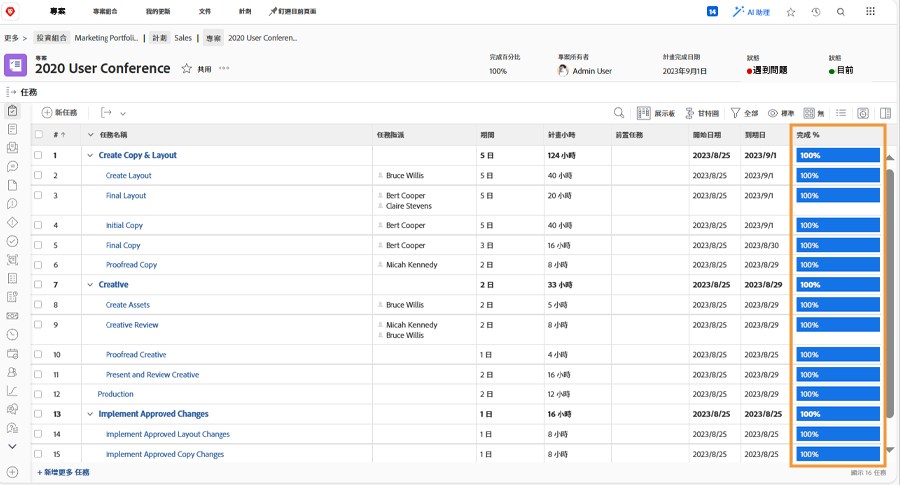 專案 專案組合 我的更新 文件 計劃 釘選目前頁面 14 AI 助理
更多 > 投資組合 Marketing Portfolio... | 計劃 Sales | 專案 2020 User Conferen...
專案
2020 User Conference 共用 ...
完成百分比 專案所有者 計畫完成日期 狀態 狀態
100% Admin User 2023年9月1日 遇到問題 目前
任務
新任務 展示板 甘特圖 全部 標準 無
# ↑ 任務名稱 任務指派 期間 計畫小時 前置任務 開始日期 到期日 完成 %
1 Create Copy & Layout 5 日 124 小時 2023/8/25 2023/9/1 100%
2 Create Layout Bruce Willis 5 日 40 小時 2023/8/25 2023/9/1 100%
3 Final Layout Bert Cooper 5 日 20 小時 2023/8/25 2023/9/1 100%
Claire Stevens
4 Initial Copy Bert Cooper 5 日 40 小時 2023/8/25 2023/9/1 100%
5 Final Copy Bert Cooper 3 日 16 小時 2023/8/25 2023/8/30 100%
6 Proofread Copy Micah Kennedy 2 日 8 小時 2023/8/25 2023/8/29 100%
7 Creative 2 日 33 小時 2023/8/25 2023/8/29 100%
8 Create Assets Bruce Willis 2 日 5 小時 2023/8/25 2023/8/29 100%
9 Creative Review Micah Kennedy 2 日 8 小時 2023/8/25 2023/8/29 100%
Bruce Willis
10 Proofread Creative 1 日 4 小時 2023/8/25 2023/8/25 100%
11 Present and Review Creative 2 日 16 小時 2023/8/25 2023/8/29 100%
12 Production 2 日 12 小時 2023/8/25 2023/8/29 100%
13 Implement Approved Changes 1 日 16 小時 2023/8/25 2023/8/25 100%
14 Implement Approved Layout Changes 1 日 8 小時 2023/8/25 2023/8/25 100%
15 Implement Approved Copy Changes 1 日 8 小時 2023/8/25 2023/8/25 100%
+ 新增更多 任務 顯示 16 任務